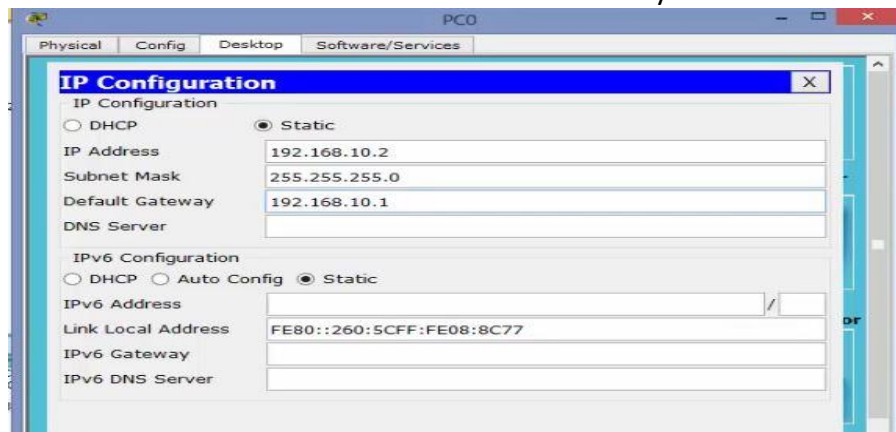 PC0
Physical Config Desktop Software/Services
IP Configuration X
IP Configuration
DHCP Static
IP Address 192.168.10.2
Subnet Mask 255.255.255.0
Default Gateway 192.168.10.1
DNS Server
IPv6 Configuration
DHCP Auto Config Static
IPv6 Address /
Link Local Address FE80::260:5CFF:FE08:8C77
IPv6 Gateway
IPv6 DNS Server
or